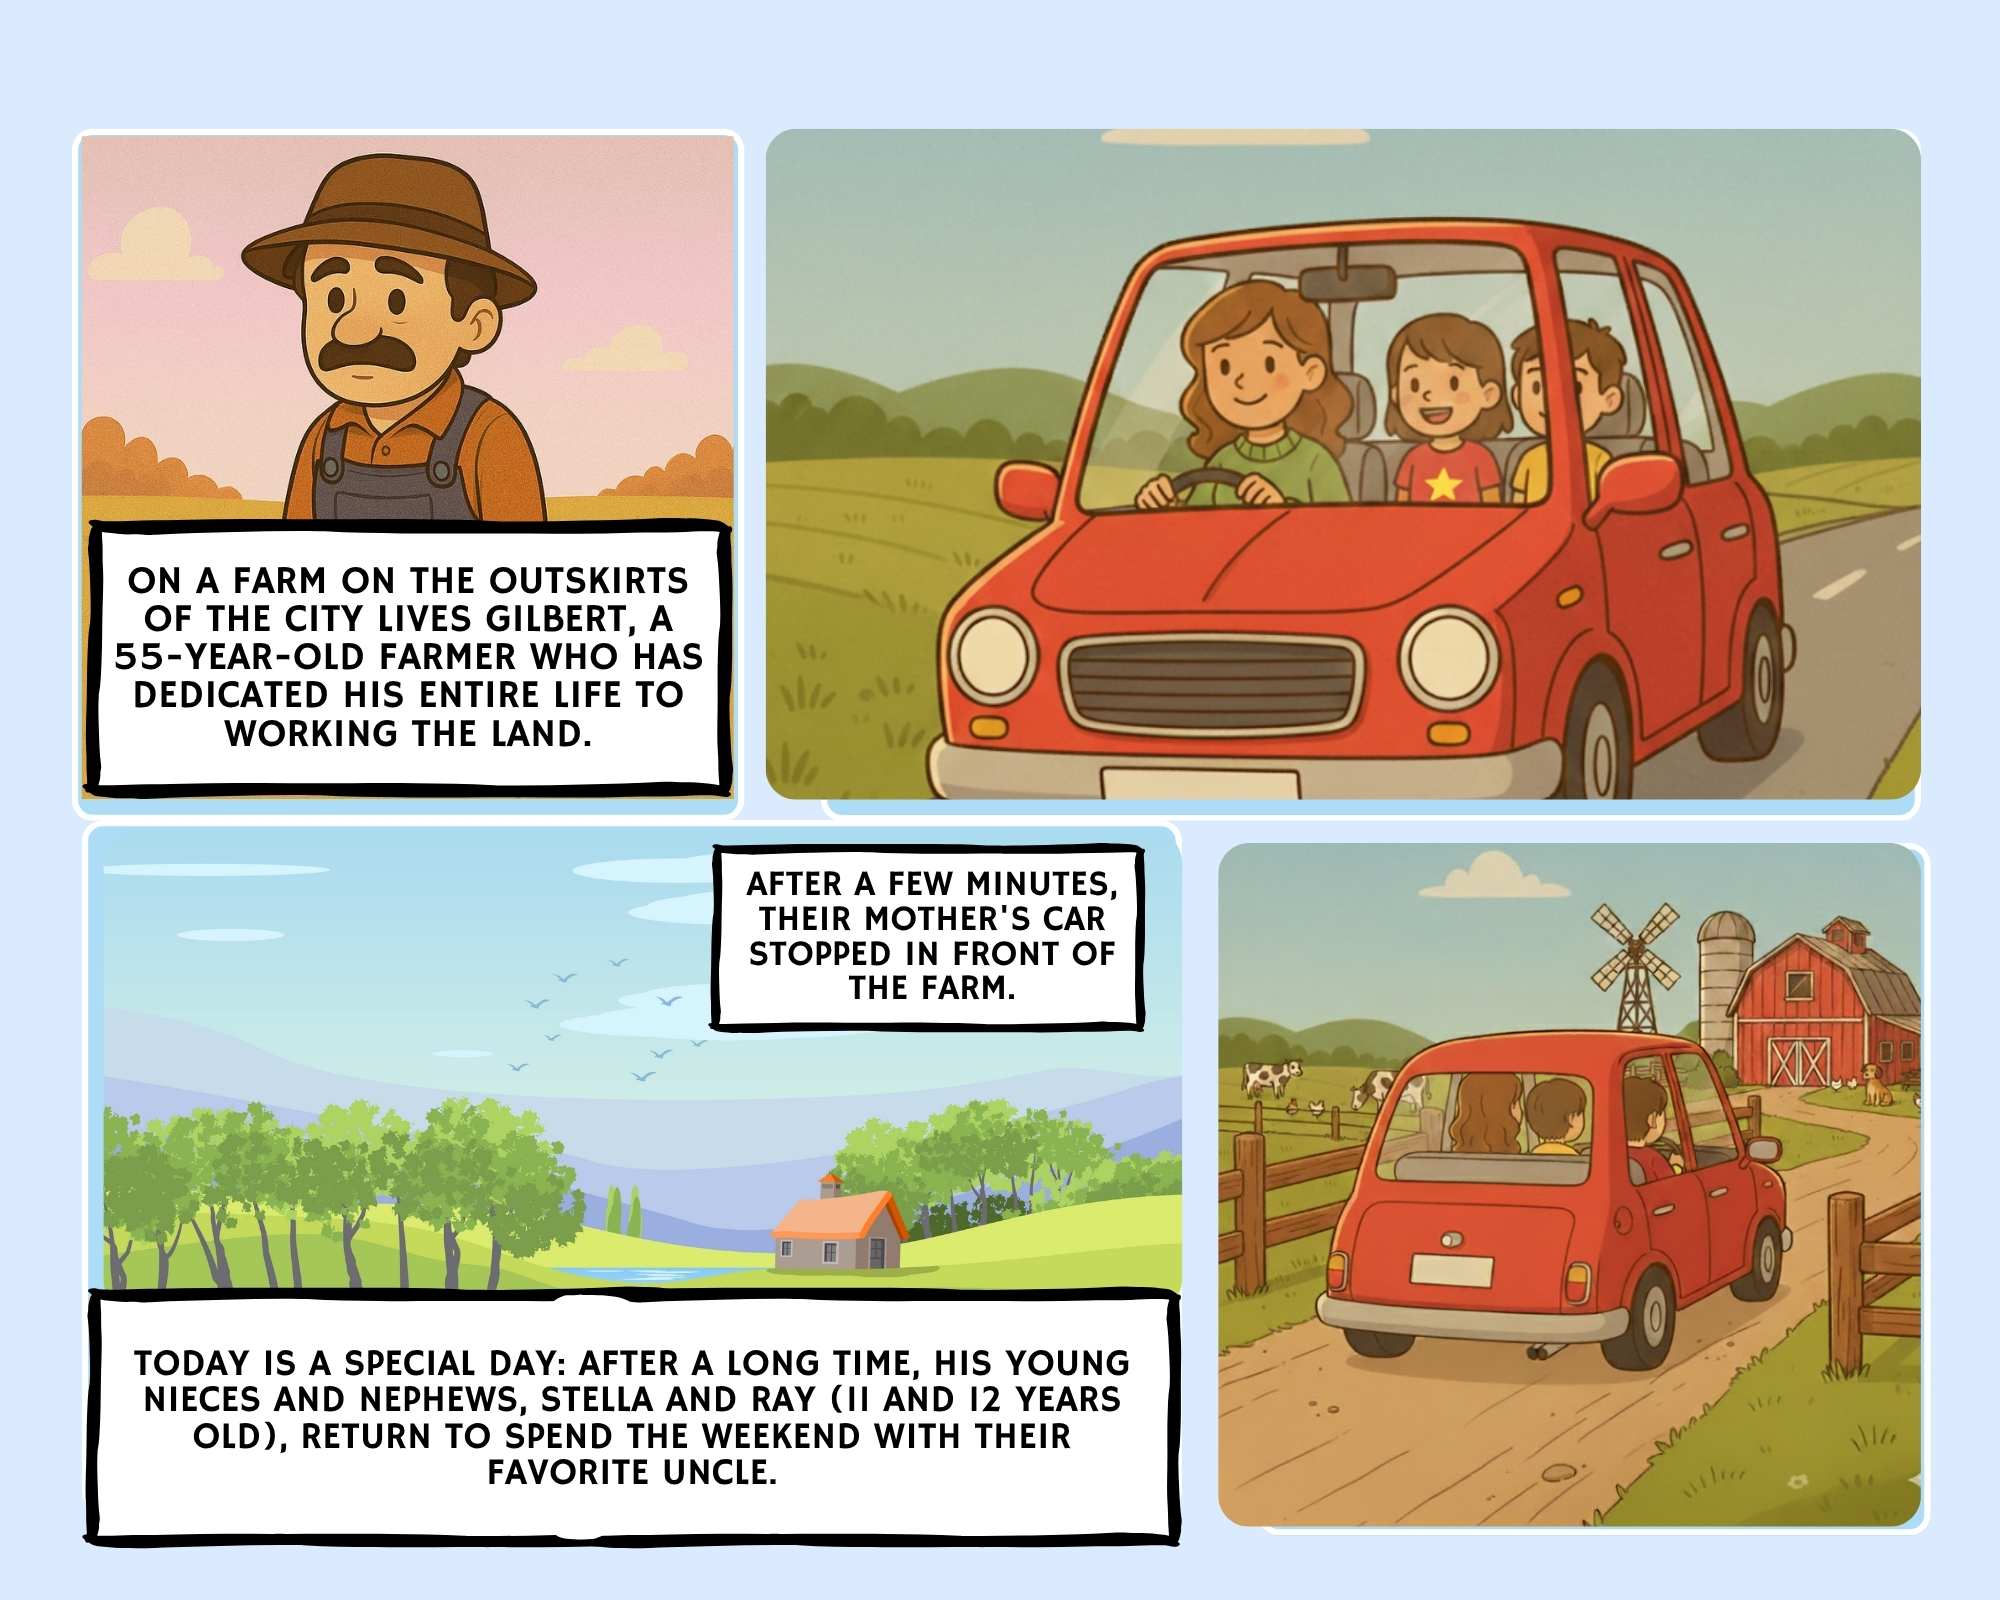 ON A FARM ON THE OUTSKIRTS
OF THE CITY LIVES GILBERT, A
55-YEAR-OLD FARMER WHO HAS
DEDICATED HIS ENTIRE LIFE TO
WORKING THE LAND.
AFTER A FEW MINUTES,
THEIR MOTHER'S CAR
STOPPED IN FRONT OF
THE FARM.
TODAY IS A SPECIAL DAY: AFTER A LONG TIME, HIS YOUNG
NIECES AND NEPHEWS, STELLA AND RAY (11 AND 12 YEARS
OLD), RETURN TO SPEND THE WEEKEND WITH THEIR
FAVORITE UNCLE.